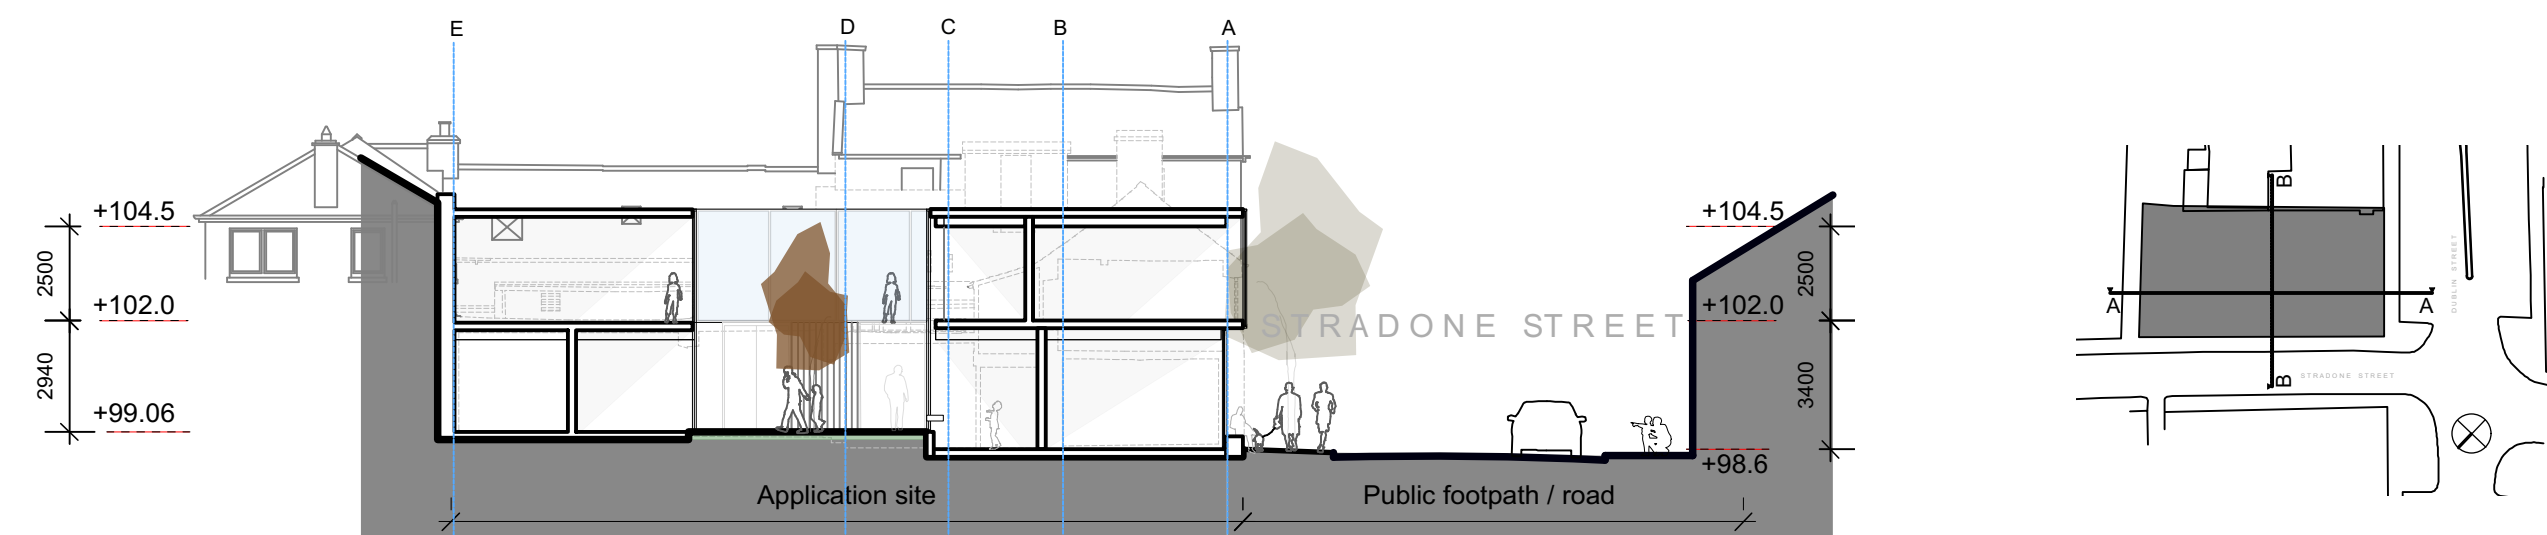 E D C B A
+104.5
2500
+102.0
2940
+99.06
STRADONE STREET
+104.5
2500
+102.0
3400
+98.6
Application site
Public footpath / road
B
A A
B
DUBLIN STREET
STRADONE STREET